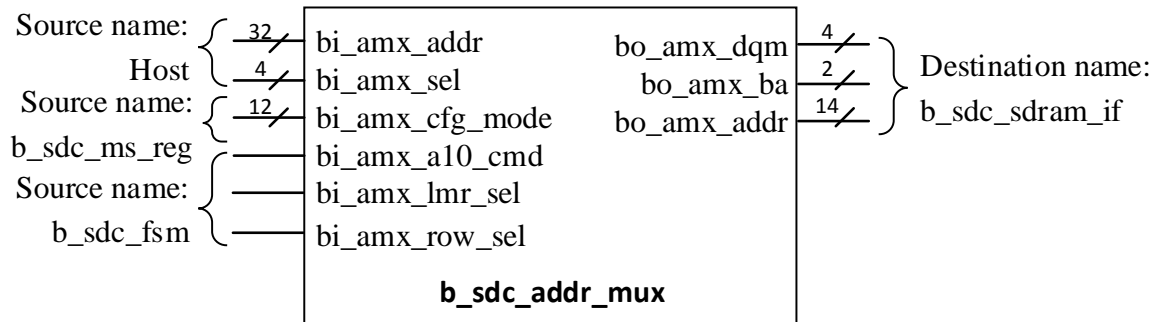 Source name:
Host
Source name:
b_sdc_ms_reg
Source name:
b_sdc_fsm
32
4
12
bi_amx_addr
bi_amx_sel
bi_amx_cfg_mode
bi_amx_a10_cmd
bi_amx_lmr_sel
bi_amx_row_sel
bo_amx_dqm
bo_amx_ba
bo_amx_addr
4
2
14
Destination name:
b_sdc_sdram_if
b_sdc_addr_mux